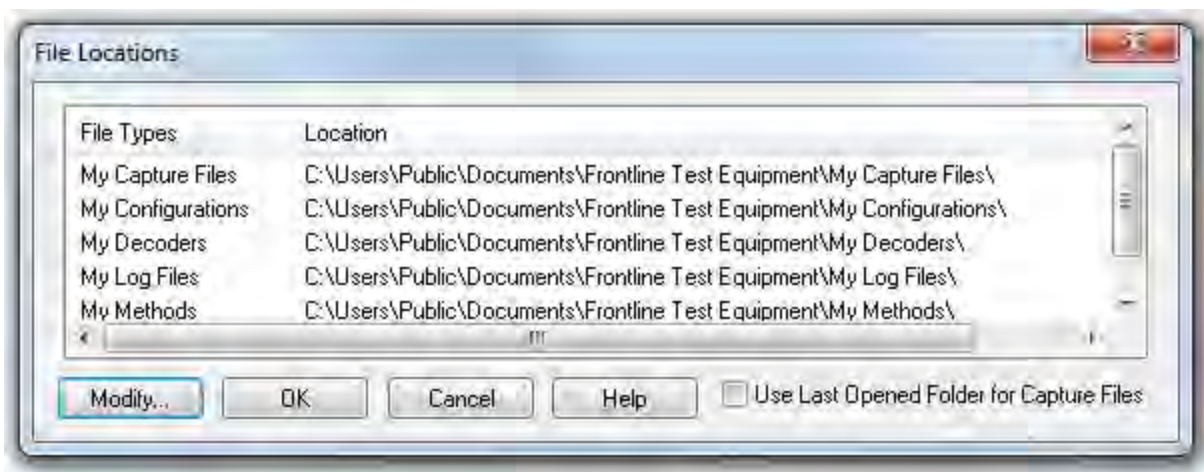 File Locations
File Types Location
My Capture Files C:\Users\Public\Documents\Frontline Test Equipment\My Capture Files\
My Configurations C:\Users\Public\Documents\Frontline Test Equipment\My Configurations\
My Decoders C:\Users\Public\Documents\Frontline Test Equipment\My Decoders\
My Log Files C:\Users\Public\Documents\Frontline Test Equipment\My Log Files\
My Methods C:\Users\Public\Documents\Frontline Test Equipment\My Methods\
Modify... OK Cancel Help Use Last Opened Folder for Capture Files